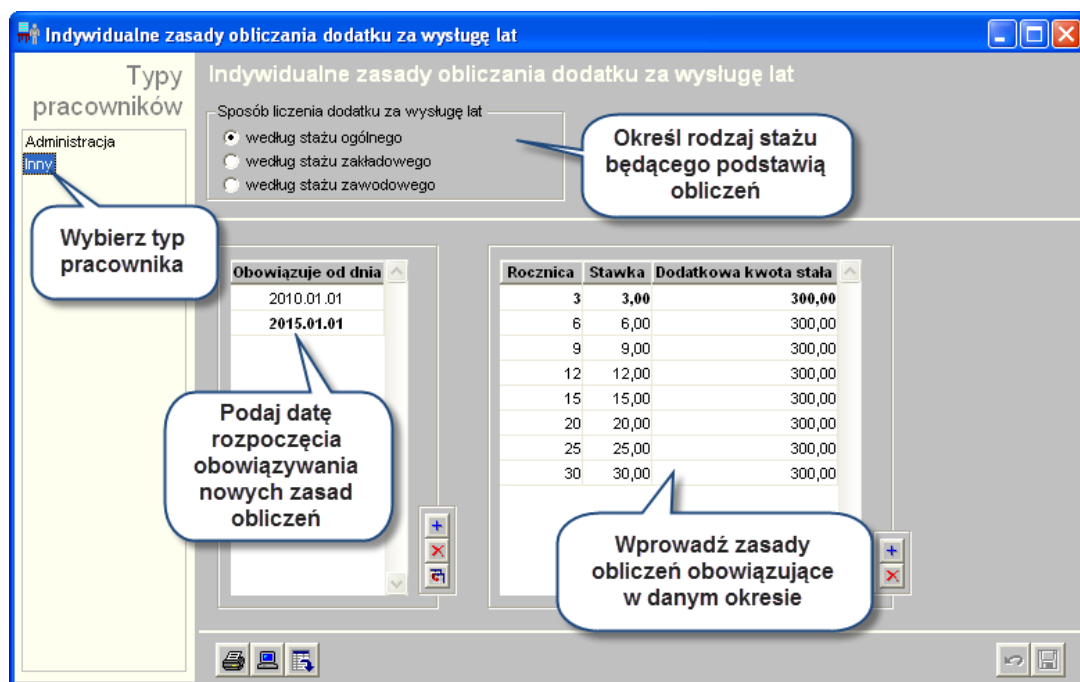 Indywidualne zasady obliczania dodatku za wysługę lat
Typy
pracowników
Administracja
Inny
Wybierz typ
pracownika
Indywidualne zasady obliczania dodatku za wysługę lat
Sposób liczenia dodatku za wysługę lat
według stażu ogólnego
według stażu zakładowego
według stażu zawodowego
Określ rodzaj stażu
będącego podstawią
obliczeń
Obowiązuje od dnia
2010.01.01
2015.01.01
Podaj datę
rozpoczęcia
obowiązywania
nowych zasad
obliczeń
Rocznica Stawka Dodatkowa kwota stała
3 3,00 300,00
6 6,00 300,00
9 9,00 300,00
12 12,00 300,00
15 15,00 300,00
20 20,00 300,00
25 25,00 300,00
30 30,00 300,00
Wprowadź zasady
obliczeń obowiązujące
w danym okresie